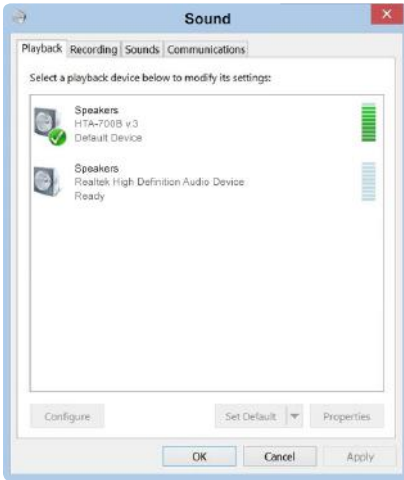 Sound
Playback Recording Sounds Communications
Select a playback device below to modify its settings:
Speakers
HTA-700B v.3
Default Device
Speakers
Realtek High Definition Audio Device
Ready
Configure Set Default Properties
OK Cancel Apply